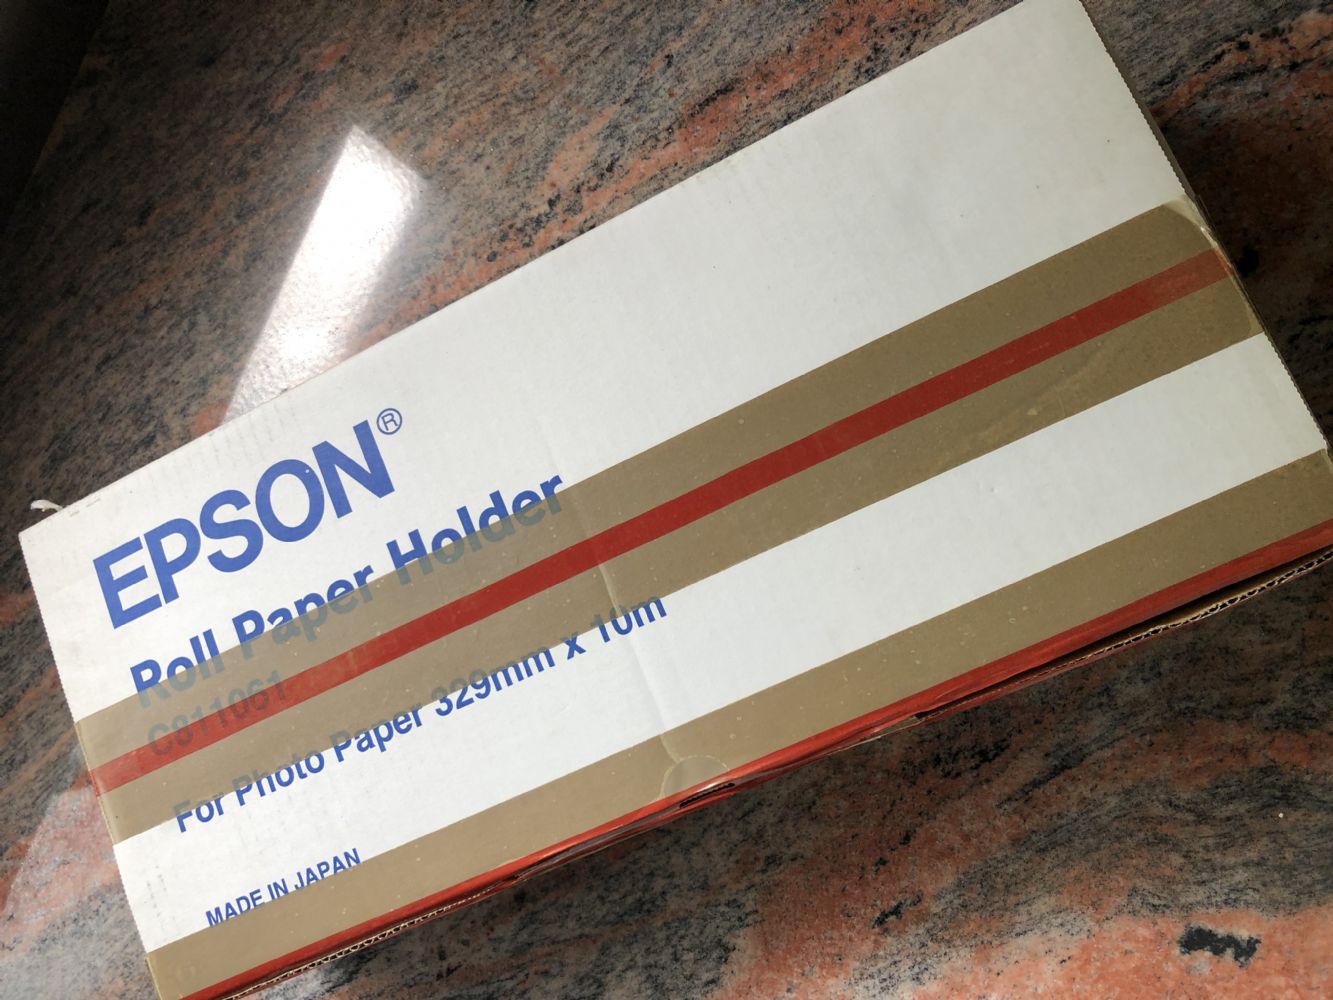 EPSON®
Roll Paper Holder
C811061
For Photo Paper 329mm x 10m
MADE IN JAPAN